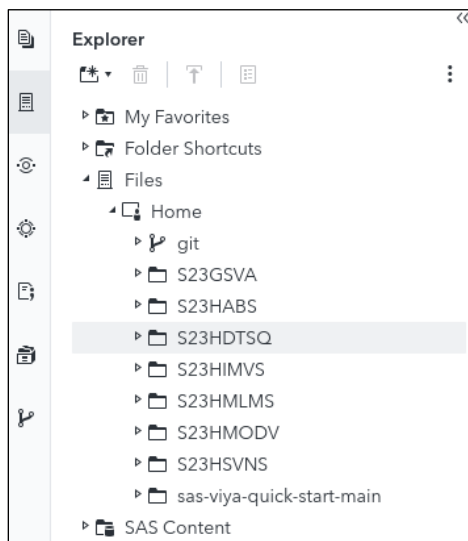 Explorer
My Favorites
Folder Shortcuts
Files
Home
git
S23GSVA
S23HABS
S23HDTSQ
S23HIMVS
S23HMLMS
S23HMODV
S23HSVNS
sas-viya-quick-start-main
SAS Content